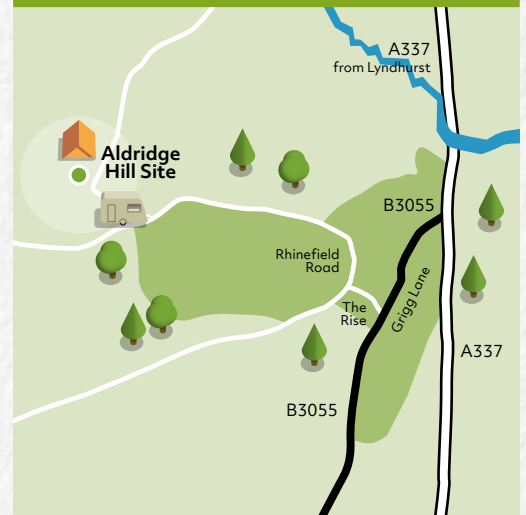 A337
from Lyndhurst
Aldridge
Hill Site
B3055
Rhinefield
Road
Grigg Lane
The
Rise
A337
B3055